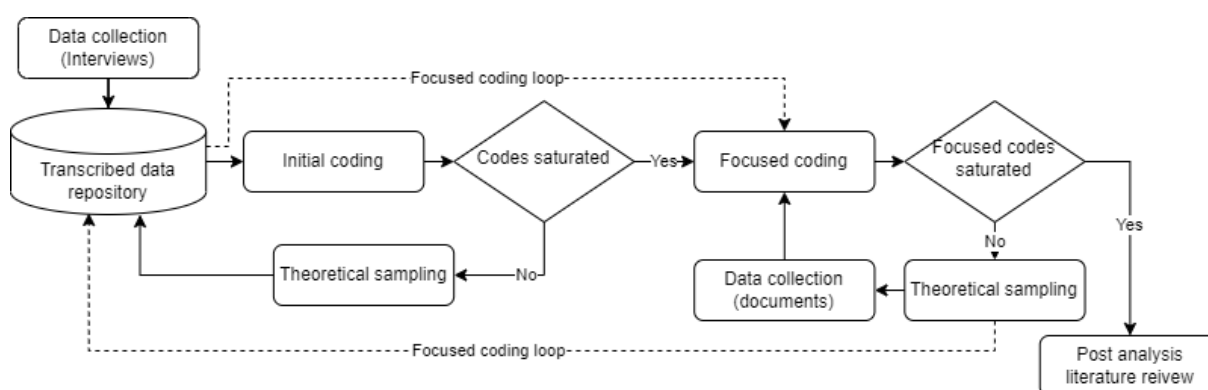 Data collection
(Interviews)
Focused coding loop
Transcribed data
repository
Initial coding
Codes saturated
Yes
Focused coding
Focused codes
saturated
Yes
Theoretical sampling
No
Data collection
(documents)
No
Theoretical sampling
Focused coding loop
Post analysis
literature reivew